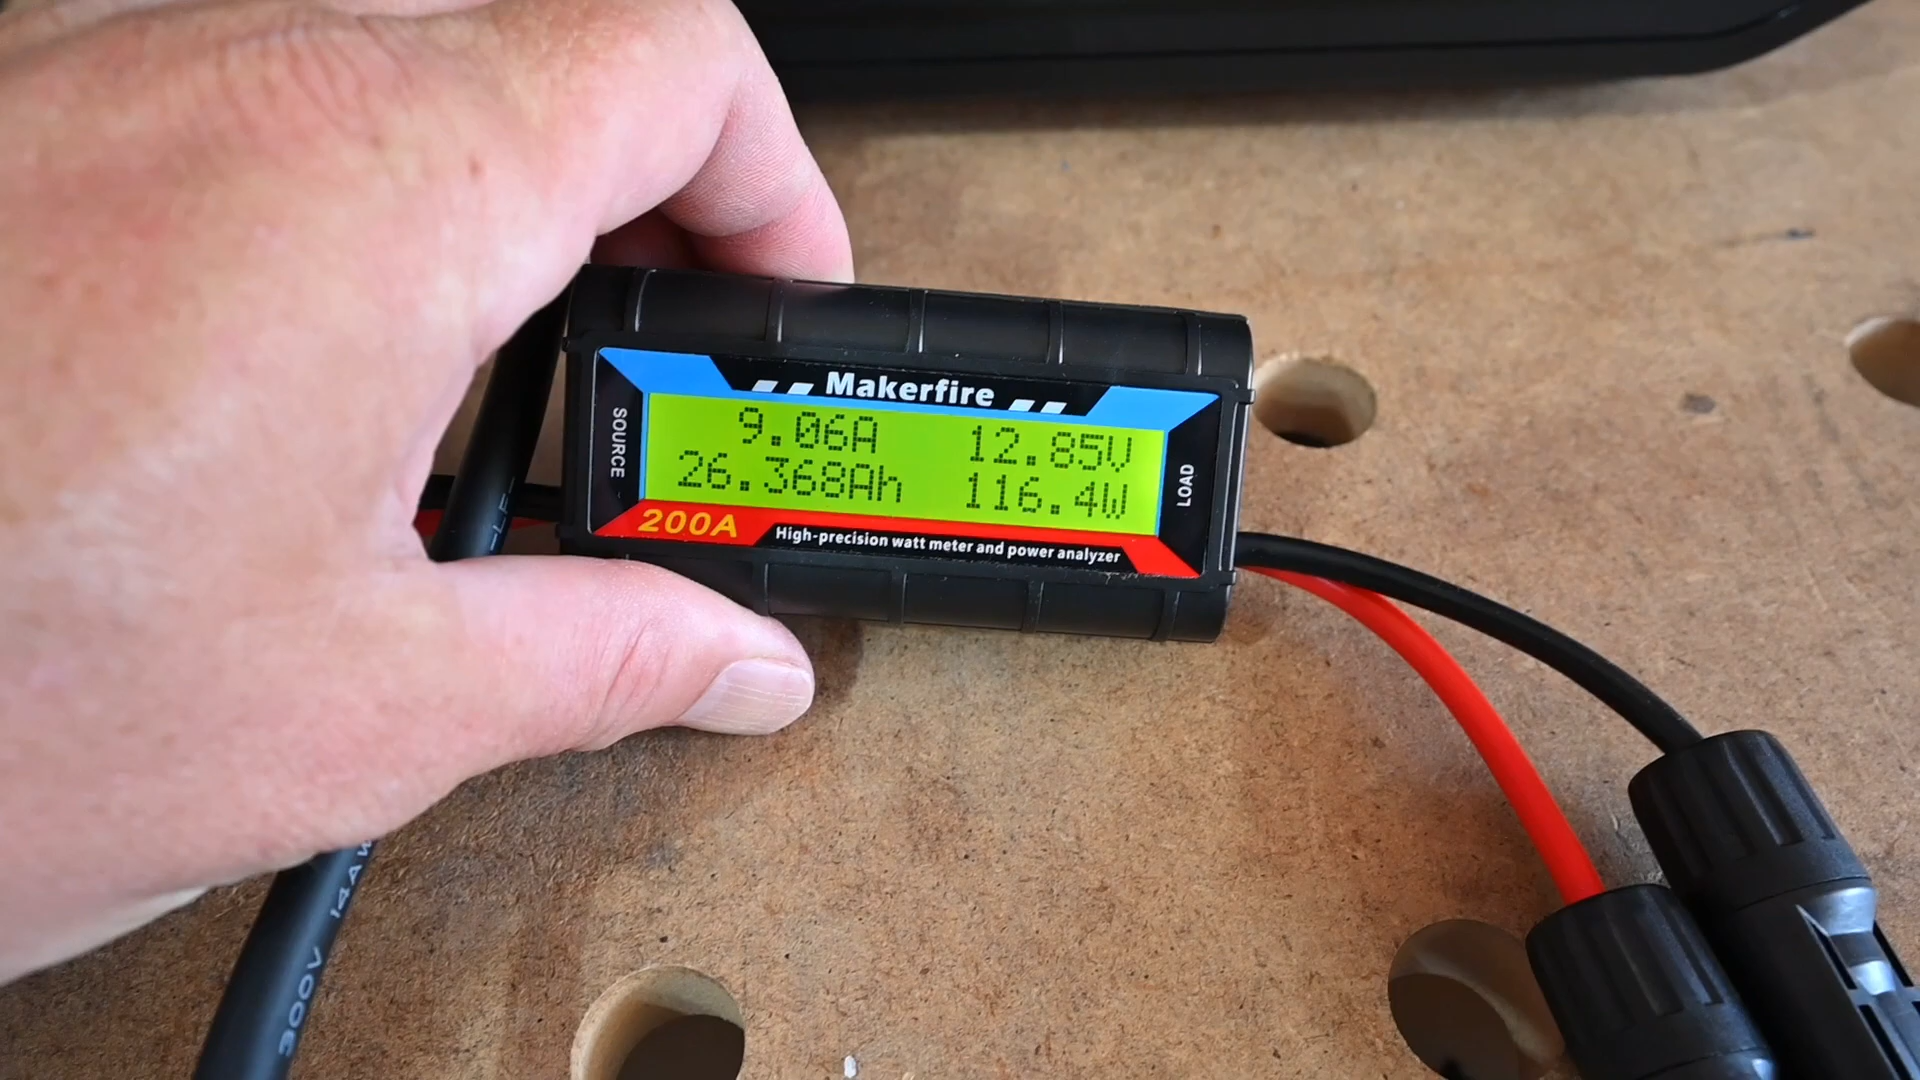 Makerfire
SOURCE
9.06A 12.85V
26.368Ah 116.4W
LOAD
200A
High-precision watt meter and power analyzer
300V 14AW
-LF-